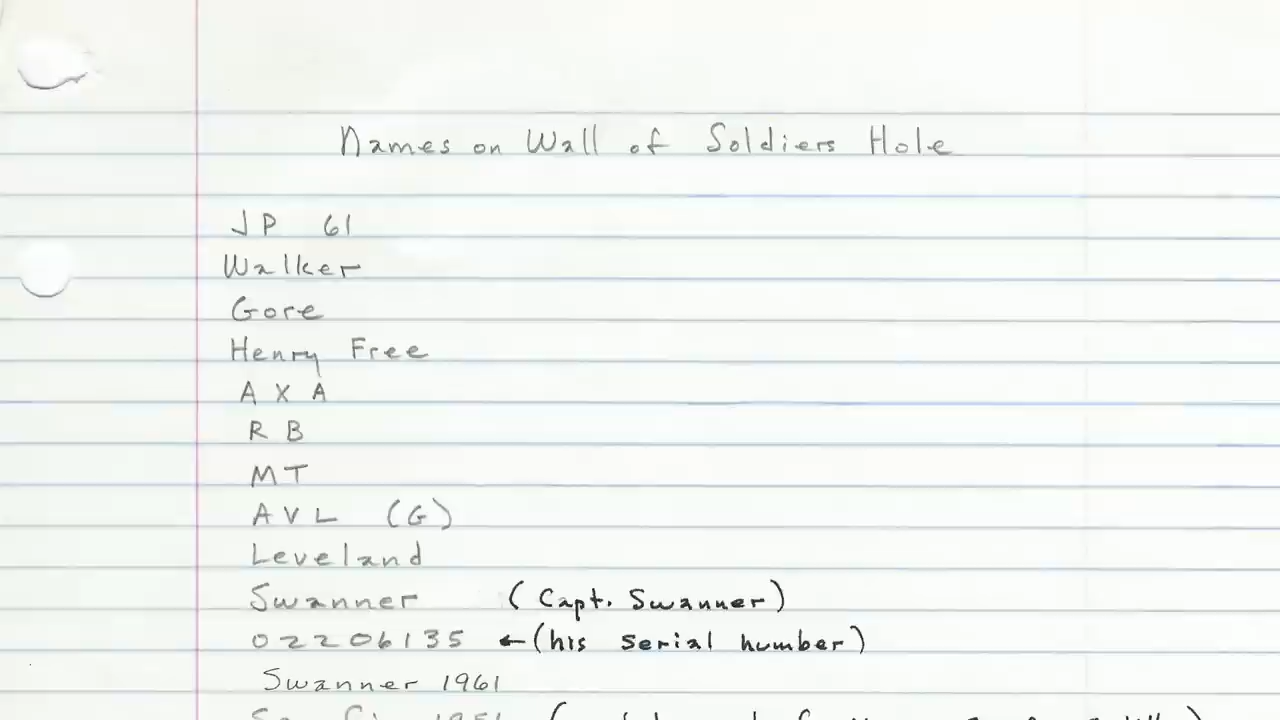 Names on Wall of Soldiers Hole
JP 61
Walker
Gore
Henry Free
A X A
R B
M T
A V L (G)
Leveland
Swanner (Capt. Swanner)
02206135 ← (his serial number)
Swanner 1961